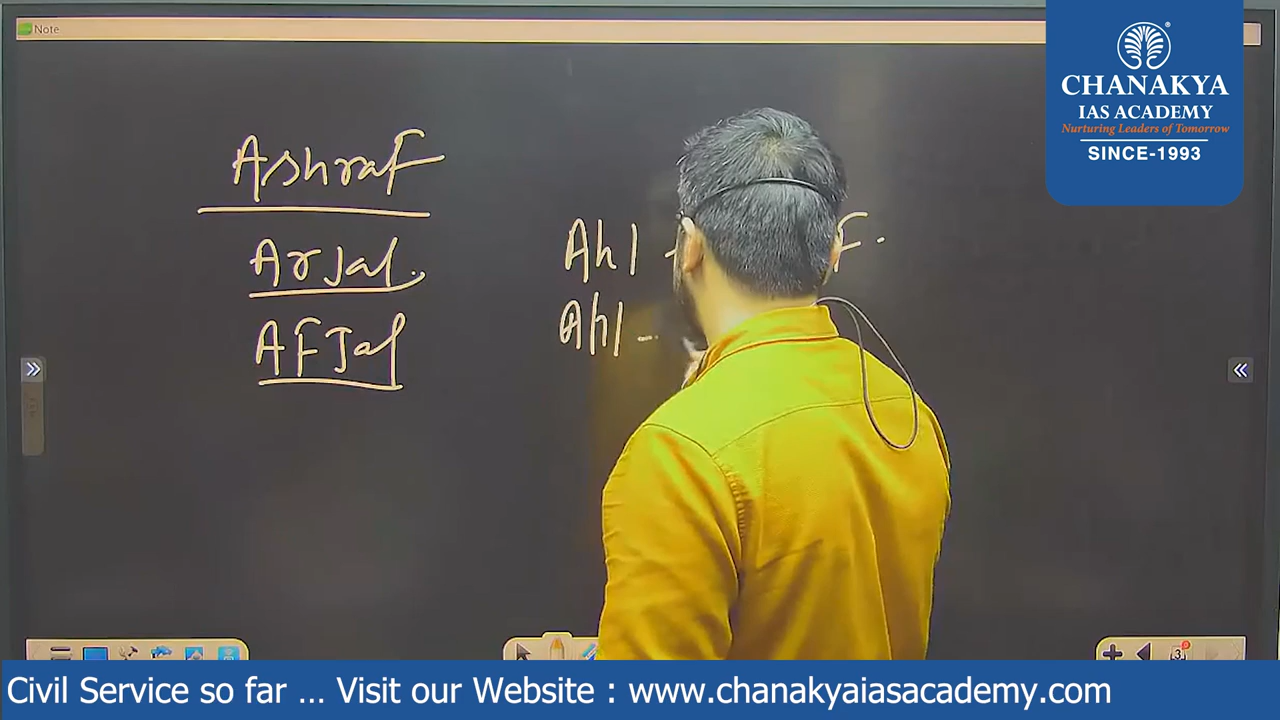 Note
CHANAKYA
IAS ACADEMY
Nurturing Leaders of Tomorrow
SINCE-1993
AshraF
ArJal.
AFJal
Ahl - F.
Ahl -
Civil Service so far ... Visit our Website : www.chanakyaiasacademy.com